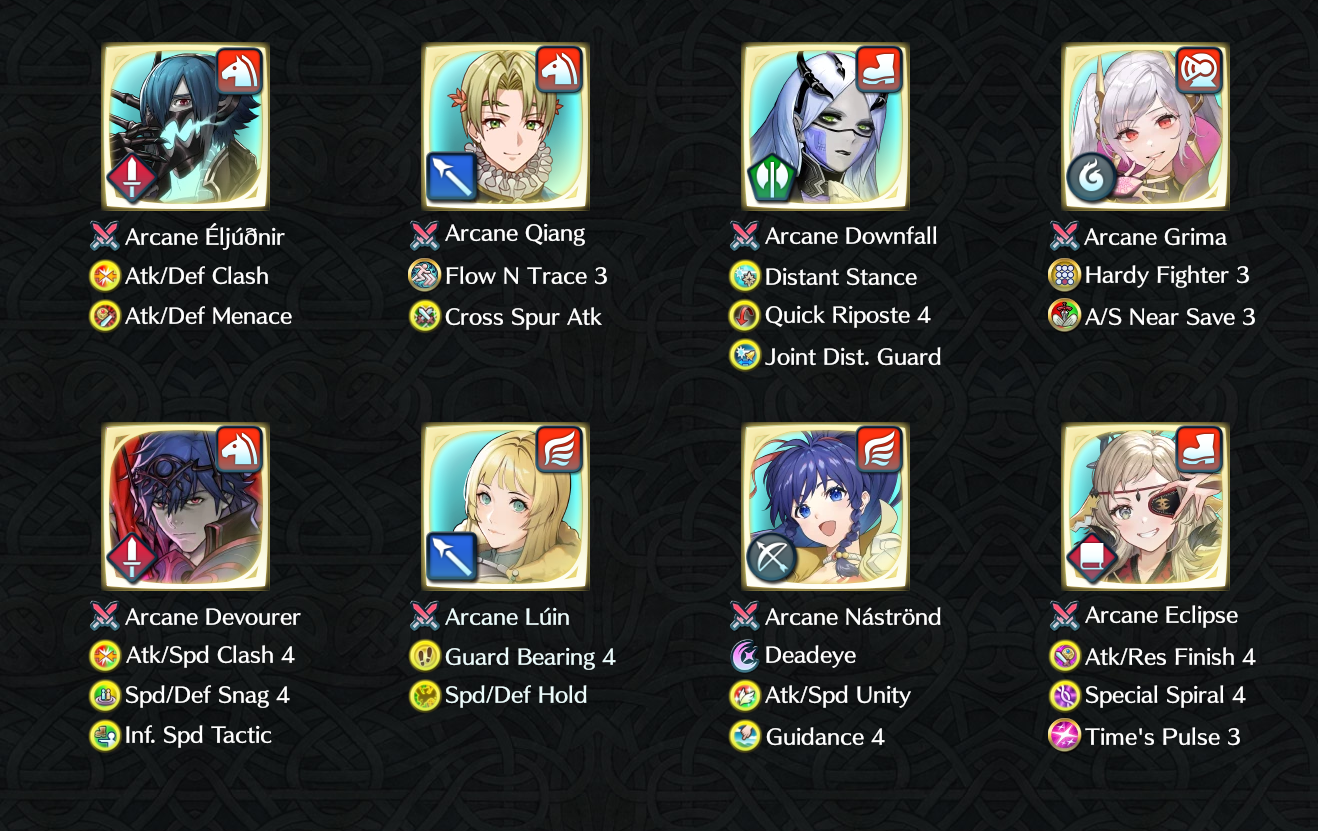 Arcane Éljúðnir
Atk/Def Clash
Atk/Def Menace
Arcane Qiang
Flow N Trace 3
Cross Spur Atk
Arcane Downfall
Distant Stance
Quick Riposte 4
Joint Dist. Guard
Arcane Grima
Hardy Fighter 3
A/S Near Save 3
Arcane Devourer
Atk/Spd Clash 4
Spd/Def Snag 4
Inf. Spd Tactic
Arcane Lúin
Guard Bearing 4
Spd/Def Hold
Arcane Náströnd
Deadeye
Atk/Spd Unity
Guidance 4
Arcane Eclipse
Atk/Res Finish 4
Special Spiral 4
Time's Pulse 3